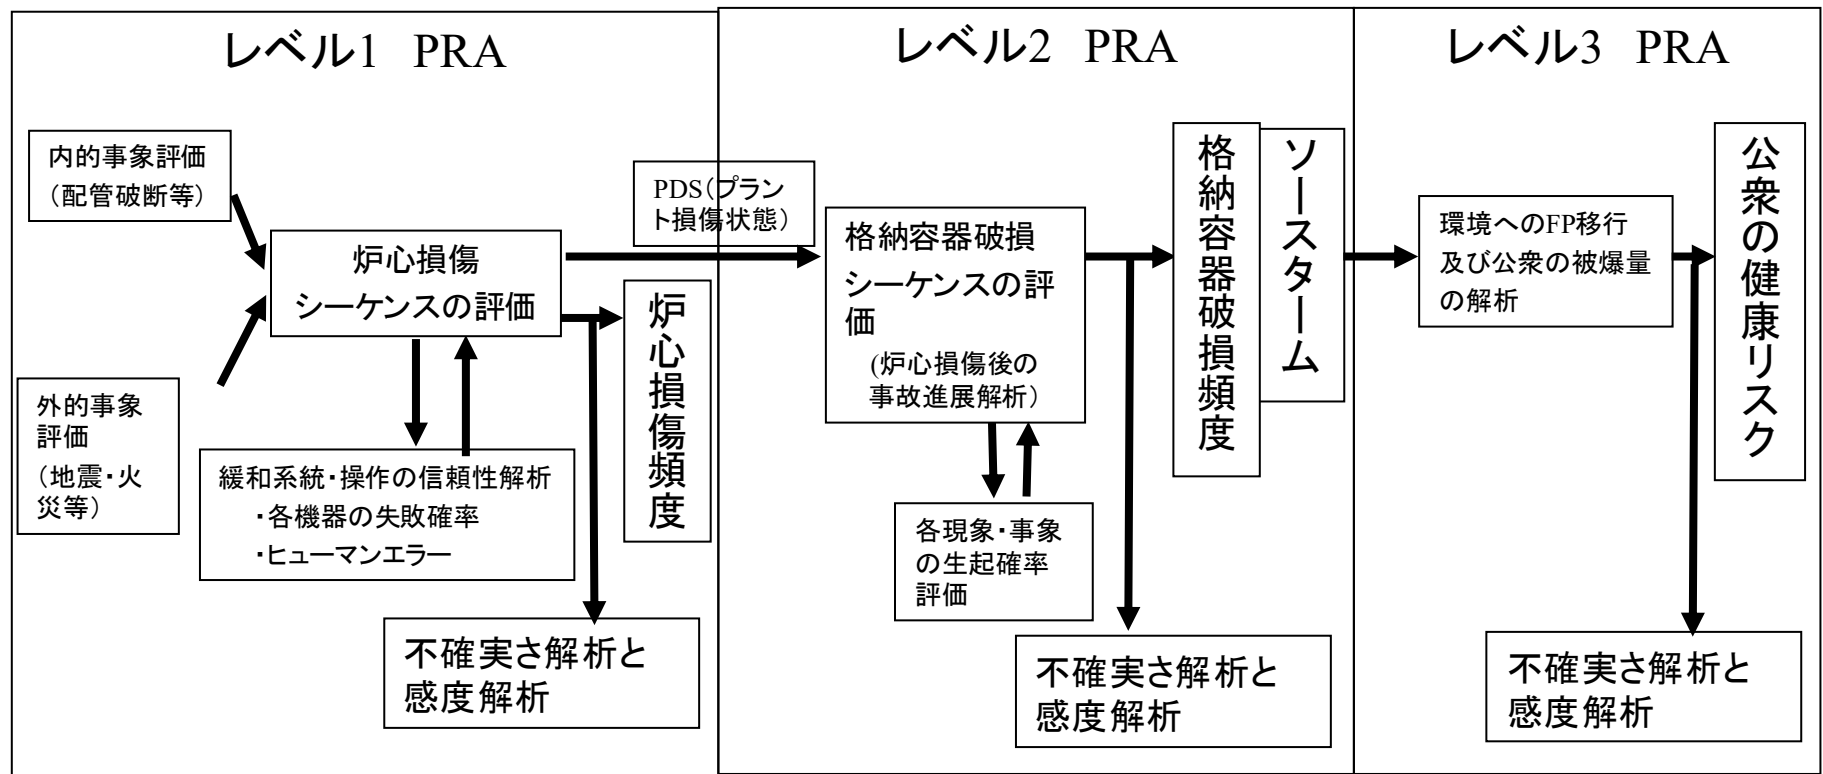 レベル1　PRA
内的事象評価
（配管破断等）
外的事象
評価
（地震・火
災等）
炉心損傷
シーケンスの評価
緩和系統・操作の信頼性解析
・各機器の失敗確率
・ヒューマンエラー
炉心損傷頻度
不確実さ解析と
感度解析
PDS（プラン
ト損傷状態）
レベル2　PRA
格納容器破損
シーケンスの評
価
（炉心損傷後の
事故進展解析）
各現象・事象
の生起確率
評価
格納容器破損頻度
ソースターム
不確実さ解析と
感度解析
レベル3　PRA
環境へのFP移行
及び公衆の被爆量
の解析
公衆の健康リスク
不確実さ解析と
感度解析